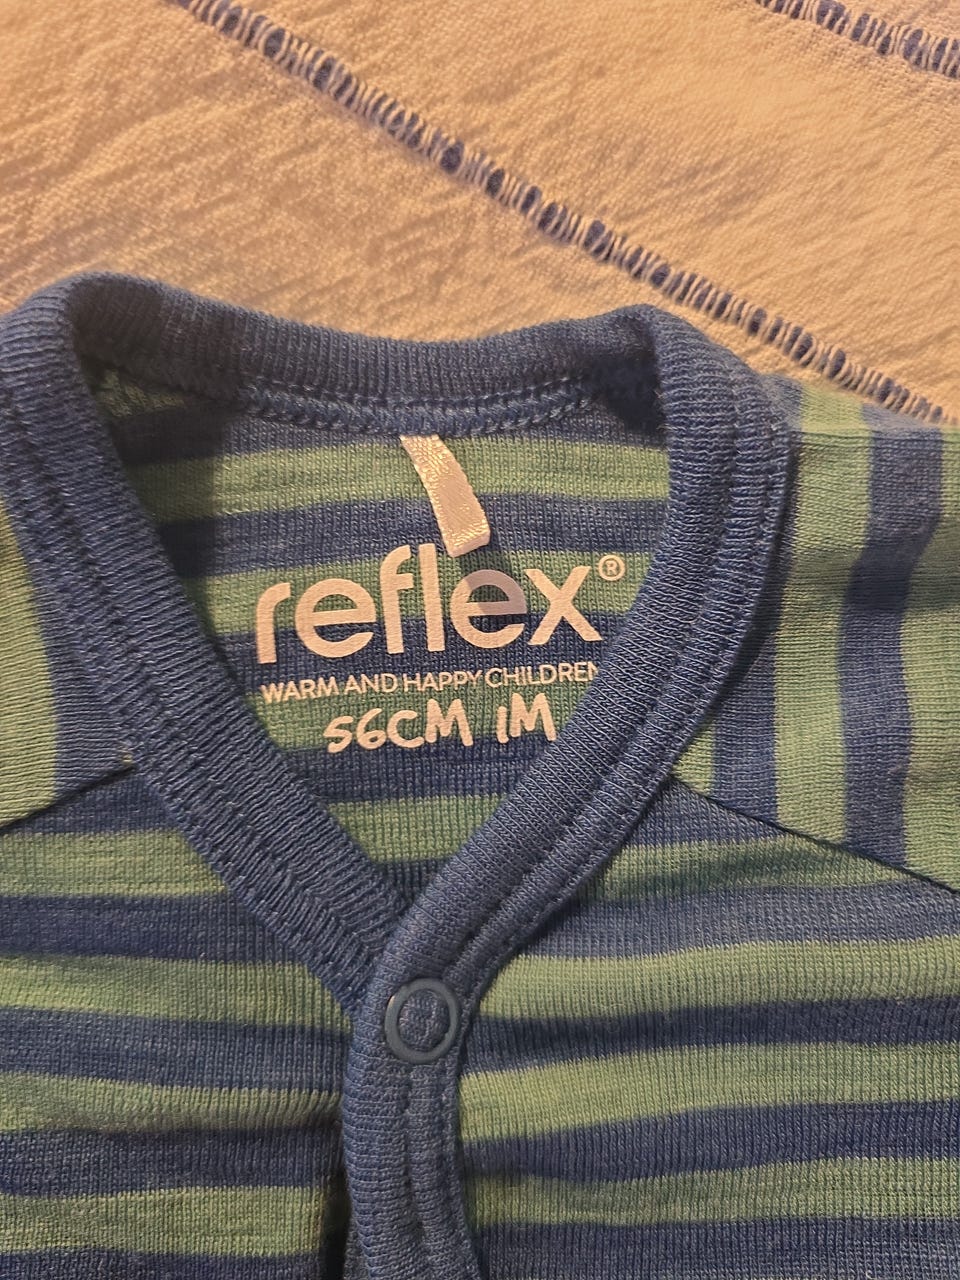 reflex®
WARM AND HAPPY CHILDREN
56CM 1M